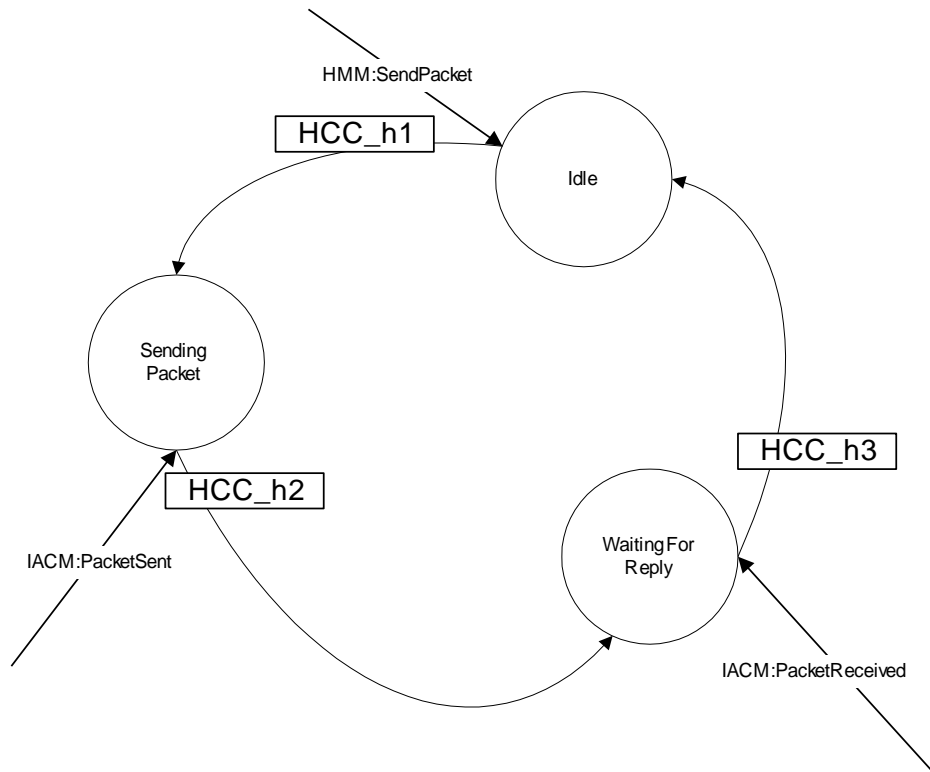 HMM:SendPacket
HCC_h1
Idle
Sending
Packet
HCC_h2
HCC_h3
IACM:PacketSent
Waiting For
Reply
IACM:PacketReceived